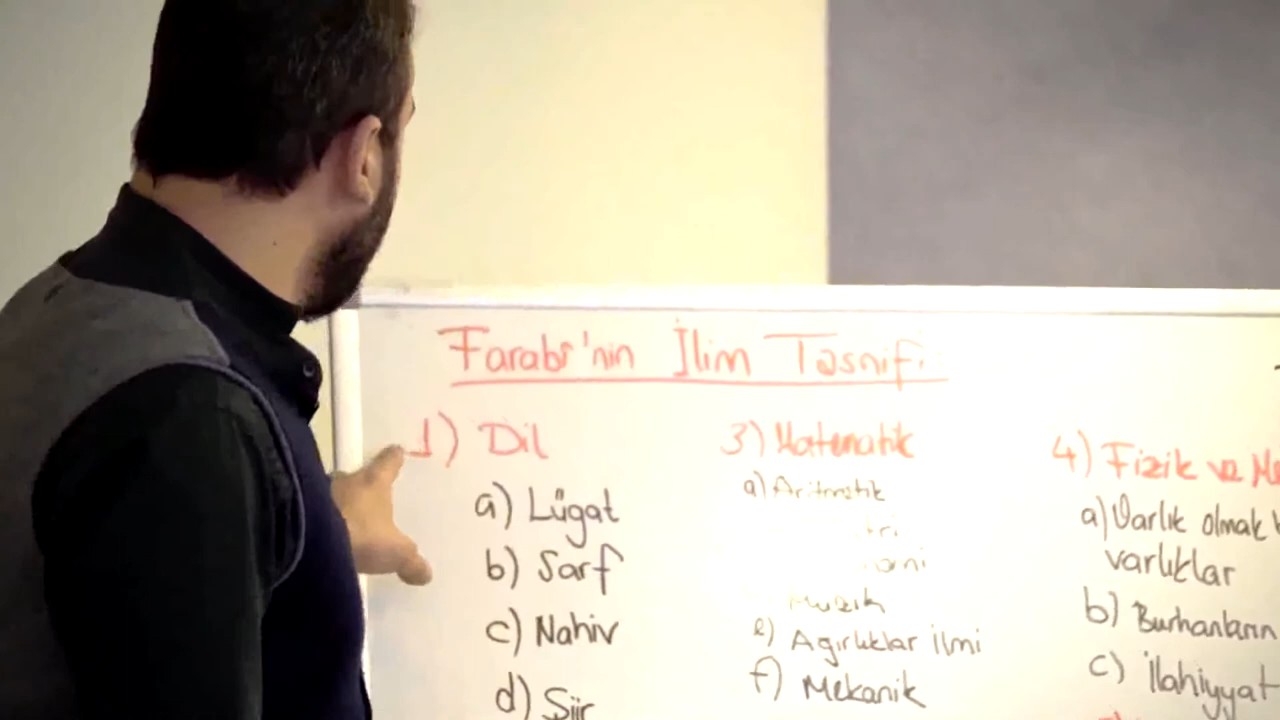 Farabi'nin İlim Tasnifi
1) Dil
a) Lügat
b) Sarf
c) Nahiv
d) Şiir
3) Matematik
a) Aritmetik
Müzik
e) Ağırlıklar İlmi
f) Mekanik
4) Fizik ve
a) Varlık olmak
varlıklar
b) Burhanların
c) İlahiyyat